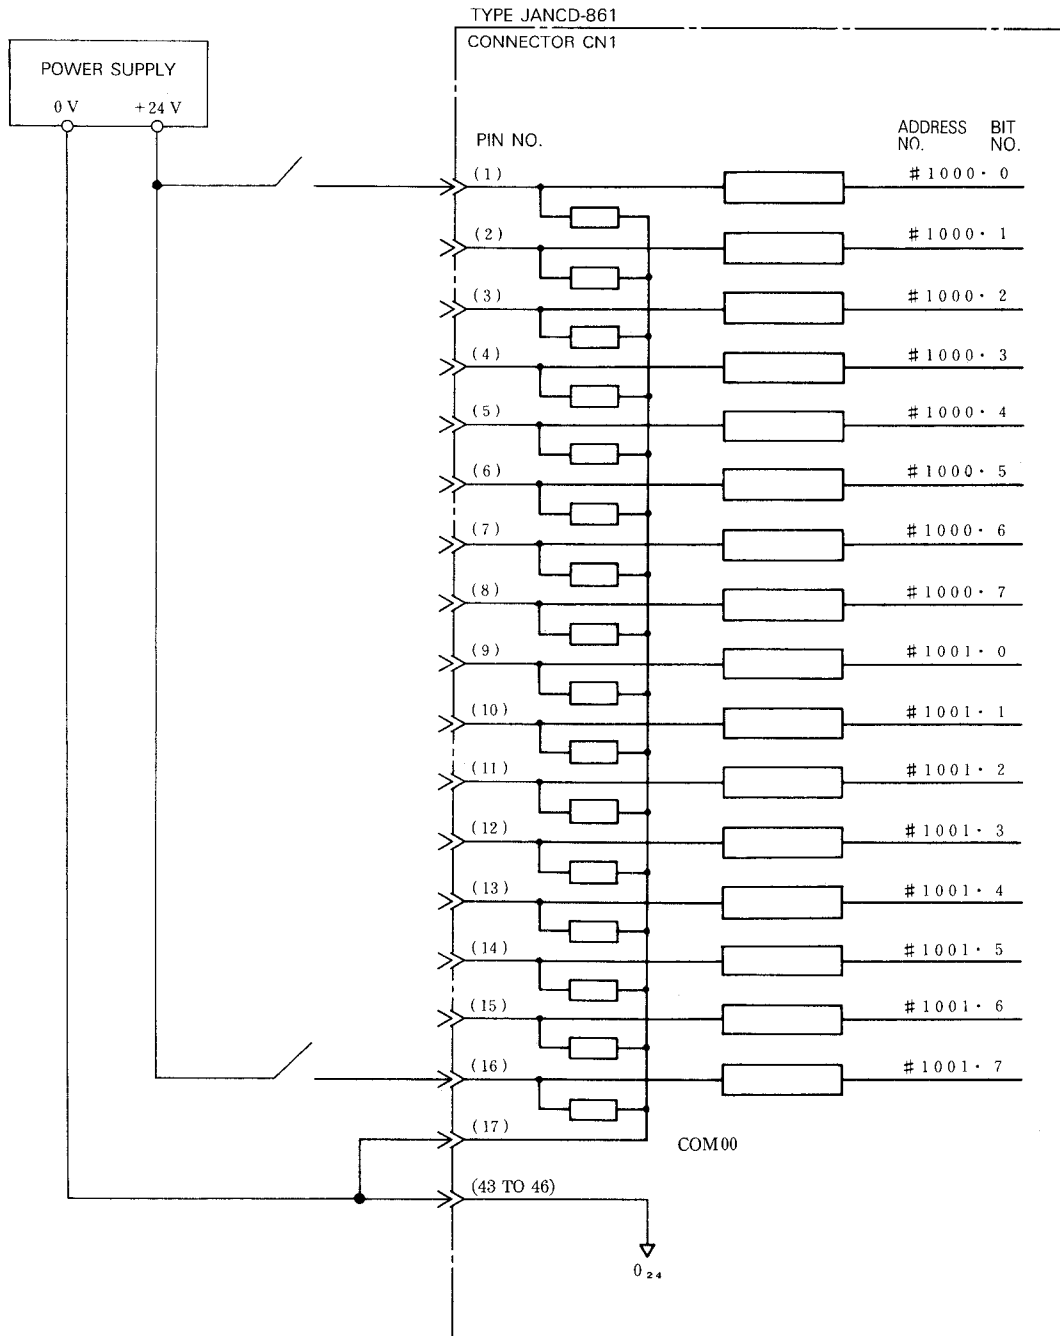 TYPE JANCD-861
CONNECTOR CN1
POWER SUPPLY
0 V +24 V
PIN NO.
ADDRESS NO. BIT NO.
(1) #1000・0
(2) #1000・1
(3) #1000・2
(4) #1000・3
(5) #1000・4
(6) #1000・5
(7) #1000・6
(8) #1000・7
(9) #1001・0
(10) #1001・1
(11) #1001・2
(12) #1001・3
(13) #1001・4
(14) #1001・5
(15) #1001・6
(16) #1001・7
(17)
COM00
(43 TO 46)
0₂₄